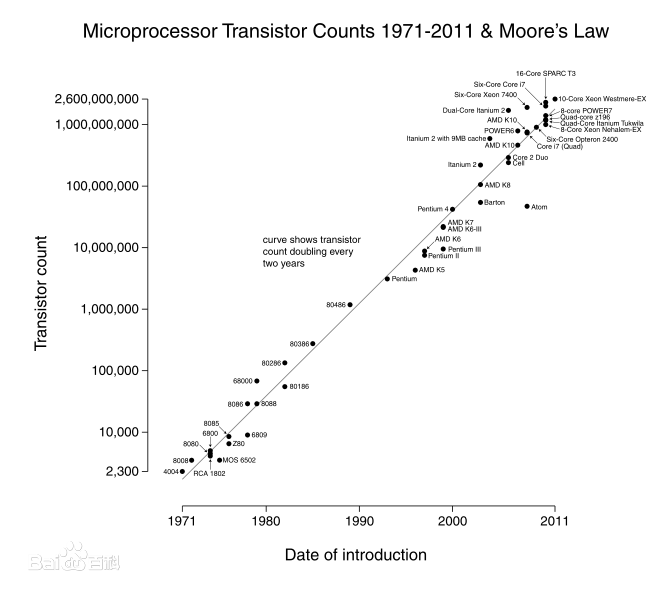 Microprocessor Transistor Counts 1971-2011 & Moore's Law
16-Core SPARC T3
Six-Core Core i7
Six-Core Xeon 7400
Dual-Core Itanium 2
AMD K10
POWER6
Itanium 2 with 9MB cache
AMD K10
10-Core Xeon Westmere-EX
8-core POWER7
Quad-core z196
Quad-Core Itanium Tukwila
8-Core Xeon Nehalem-EX
Six-Core Opteron 2400
Core i7 (Quad)
Core 2 Duo
Cell
Itanium 2
AMD K8
Barton
Atom
Pentium 4
AMD K7
AMD K6-III
AMD K6
Pentium III
Pentium II
AMD K5
Pentium
curve shows transistor
count doubling every
two years
80486
80386
80286
80186
68000
8086
8088
8085
6800
6809
8080
Z80
8008
MOS 6502
4004
RCA 1802
2,600,000,000
1,000,000,000
100,000,000
10,000,000
1,000,000
100,000
10,000
2,300
Transistor count
1971
1980
1990
2000
2011
Date of introduction
Bai百科